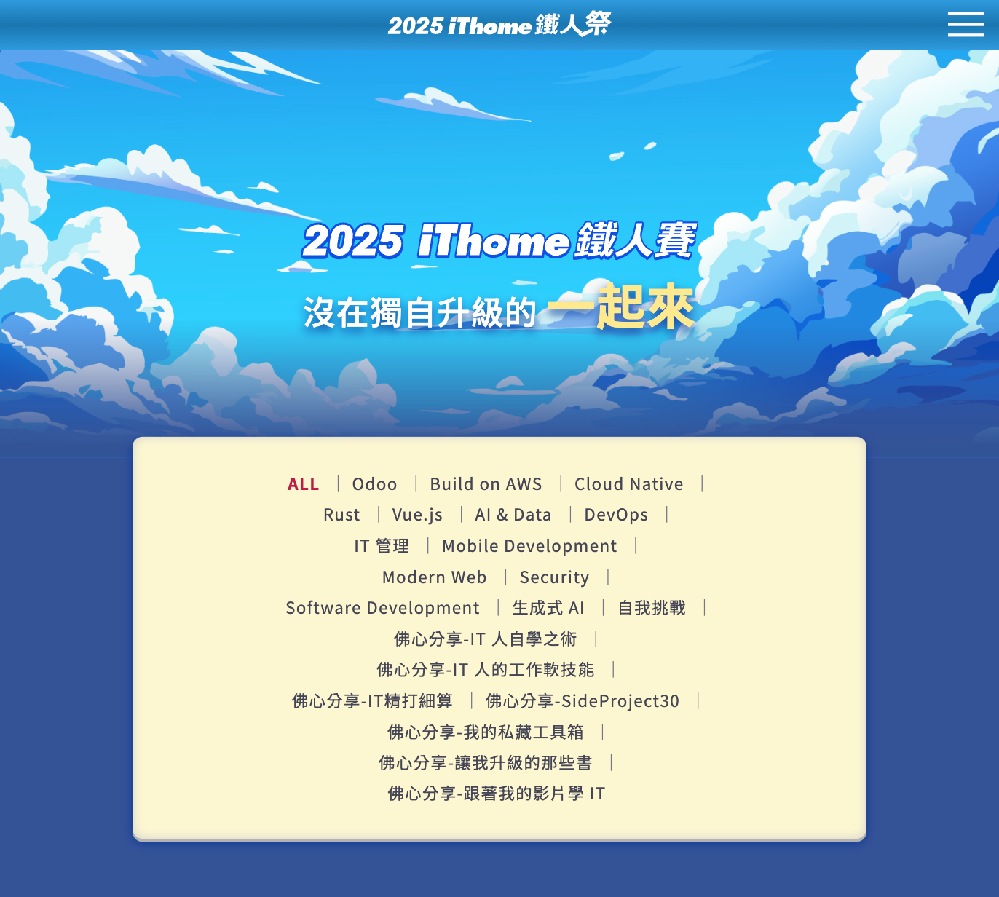 2025 iThome 鐵人祭
2025 iThome 鐵人賽
沒在獨自升級的 一起來
ALL ｜ Odoo ｜ Build on AWS ｜ Cloud Native ｜
Rust ｜ Vue.js ｜ AI & Data ｜ DevOps ｜
IT 管理 ｜ Mobile Development ｜
Modern Web ｜ Security ｜
Software Development ｜ 生成式 AI ｜ 自我挑戰 ｜
佛心分享-IT 人自學之術 ｜
佛心分享-IT 人的工作軟技能 ｜
佛心分享-IT精打細算 ｜ 佛心分享-SideProject30 ｜
佛心分享-我的私藏工具箱 ｜
佛心分享-讓我升級的那些書 ｜
佛心分享-跟著我的影片學 IT